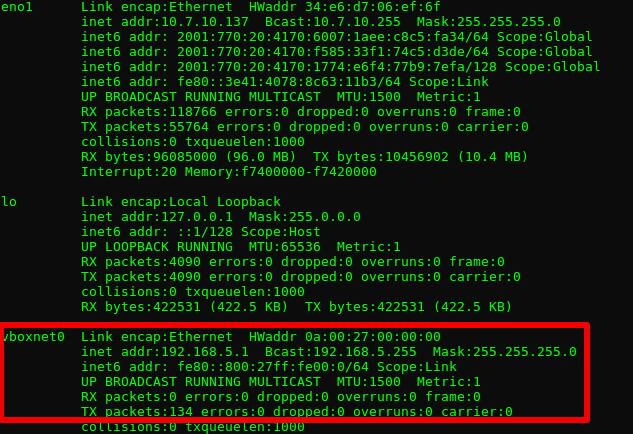 eno1 Link encap:Ethernet HWaddr 34:e6:d7:06:ef:6f
inet addr:10.7.10.137 Bcast:10.7.10.255 Mask:255.255.255.0
inet6 addr: 2001:770:20:4170:6007:1aee:c8c5:fa34/64 Scope:Global
inet6 addr: 2001:770:20:4170:f585:33f1:74c5:d3de/64 Scope:Global
inet6 addr: 2001:770:20:4170:1774:e6f4:77b9:7efa/128 Scope:Global
inet6 addr: fe80::3e41:4078:8c63:11b3/64 Scope:Link
UP BROADCAST RUNNING MULTICAST MTU:1500 Metric:1
RX packets:118766 errors:0 dropped:0 overruns:0 frame:0
TX packets:55764 errors:0 dropped:0 overruns:0 carrier:0
collisions:0 txqueuelen:1000
RX bytes:96085000 (96.0 MB) TX bytes:10456902 (10.4 MB)
Interrupt:20 Memory:f7400000-f7420000
lo Link encap:Local Loopback
inet addr:127.0.0.1 Mask:255.0.0.0
inet6 addr: ::1/128 Scope:Host
UP LOOPBACK RUNNING MTU:65536 Metric:1
RX packets:4090 errors:0 dropped:0 overruns:0 frame:0
TX packets:4090 errors:0 dropped:0 overruns:0 carrier:0
collisions:0 txqueuelen:1000
RX bytes:422531 (422.5 KB) TX bytes:422531 (422.5 KB)
vboxnet0 Link encap:Ethernet HWaddr 0a:00:27:00:00:00
inet addr:192.168.5.1 Bcast:192.168.5.255 Mask:255.255.255.0
inet6 addr: fe80::800:27ff:fe00:0/64 Scope:Link
UP BROADCAST RUNNING MULTICAST MTU:1500 Metric:1
RX packets:0 errors:0 dropped:0 overruns:0 frame:0
TX packets:134 errors:0 dropped:0 overruns:0 carrier:0
collisions:0 txqueuelen:1000